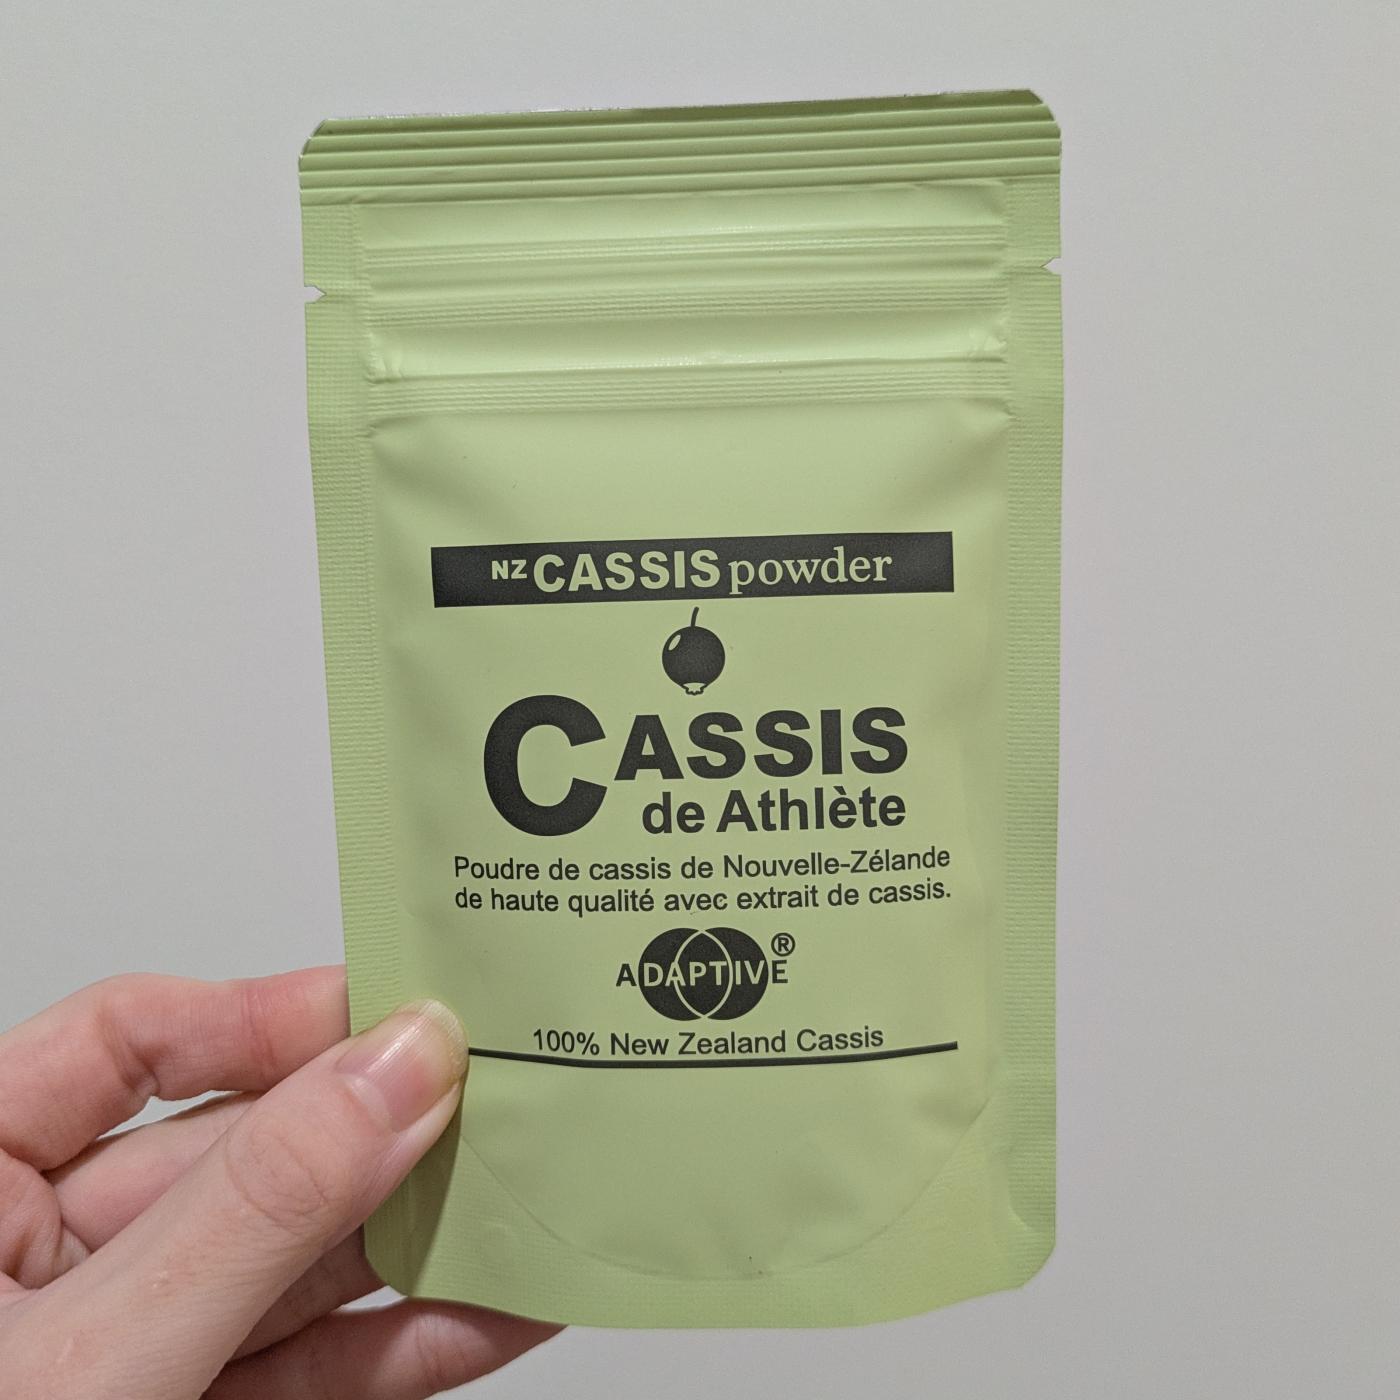 NZ CASSIS powder
CASSIS
de Athlète
Poudre de cassis de Nouvelle-Zélande
de haute qualité avec extrait de cassis.
ADAPTIVE®
100% New Zealand Cassis